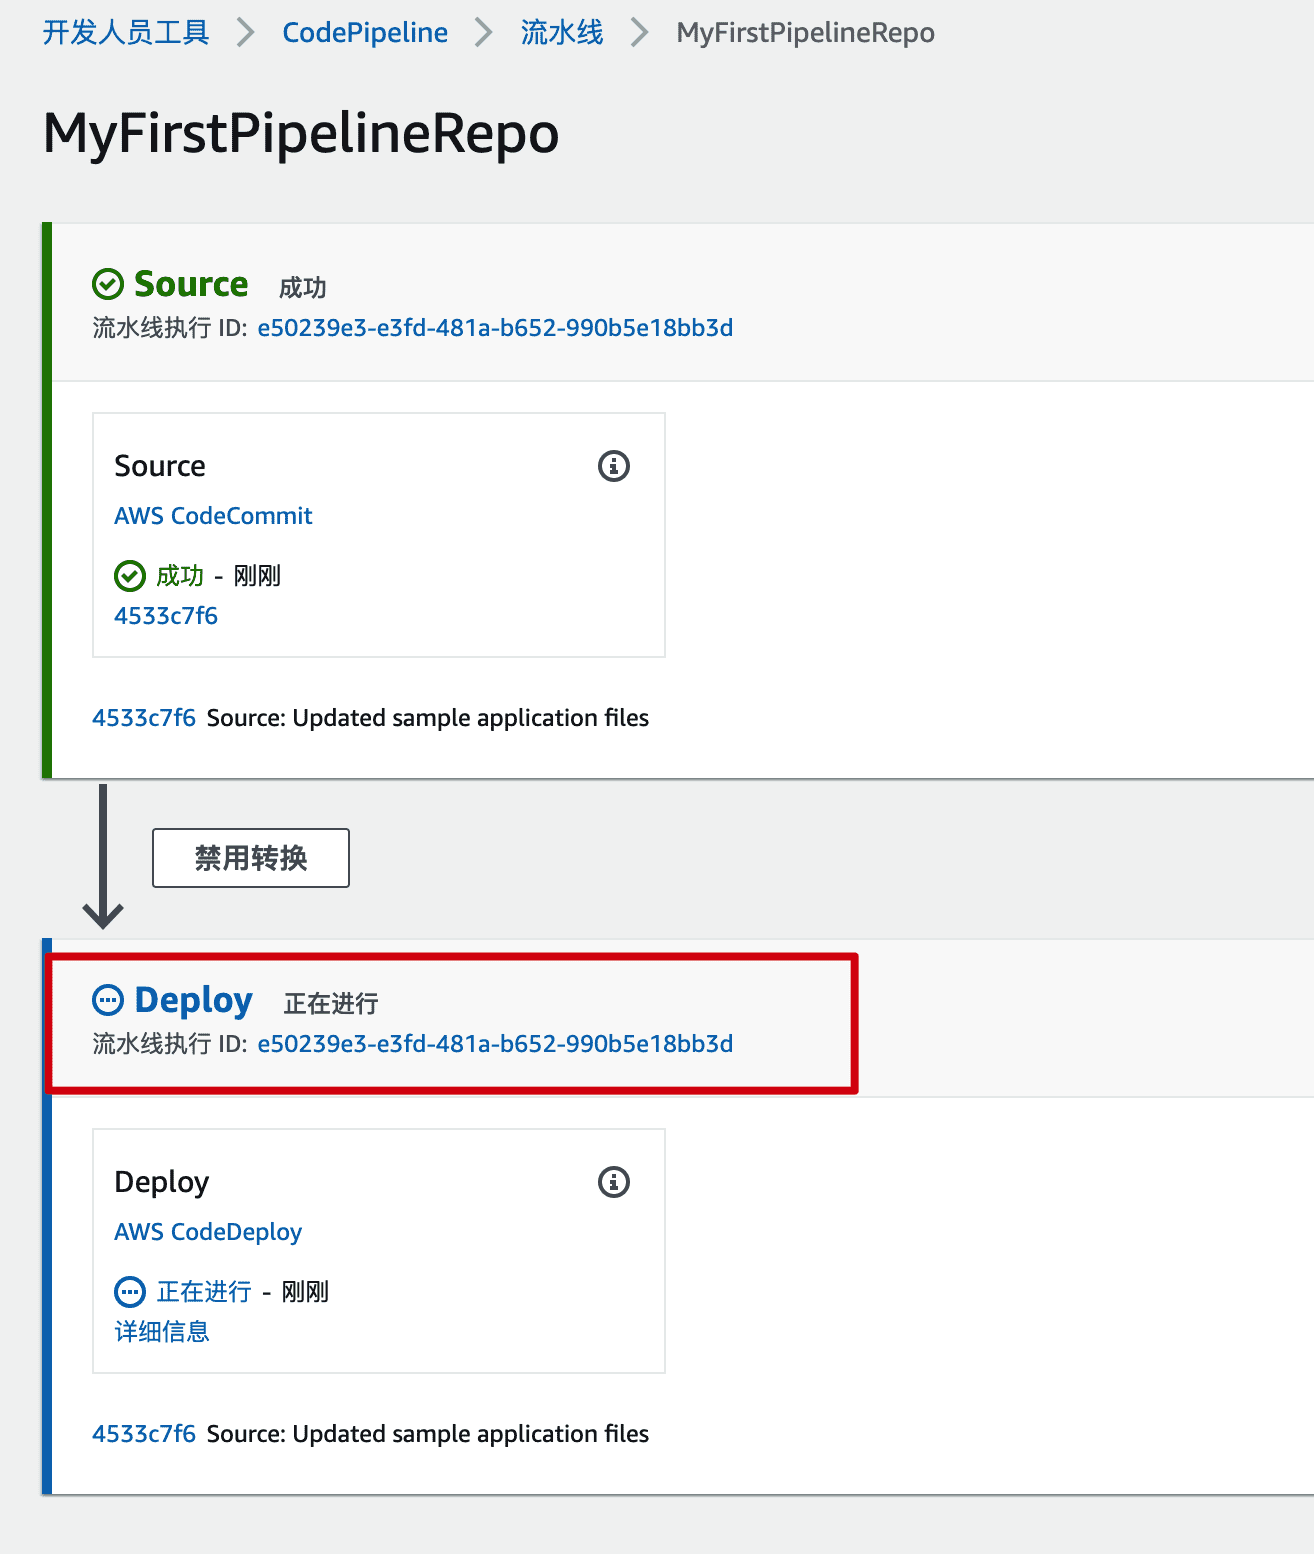 开发人员工具 CodePipeline 流水线 MyFirstPipelineRepo
MyFirstPipelineRepo
Source 成功
流水线执行 ID: e50239e3-e3fd-481a-b652-990b5e18bb3d
Source
AWS CodeCommit
成功 - 刚刚
4533c7f6
4533c7f6 Source: Updated sample application files
禁用转换
Deploy 正在进行
流水线执行 ID: e50239e3-e3fd-481a-b652-990b5e18bb3d
Deploy
AWS CodeDeploy
正在进行 - 刚刚
详细信息
4533c7f6 Source: Updated sample application files